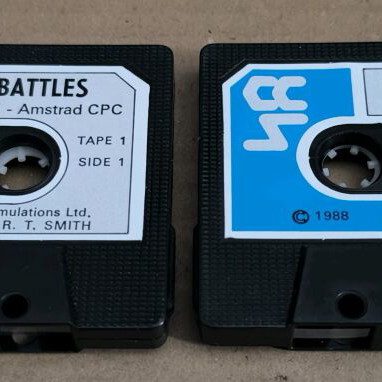 BATTLES
- Amstrad CPC
TAPE 1
SIDE 1
mulations Ltd.
R. T. SMITH
© 1988